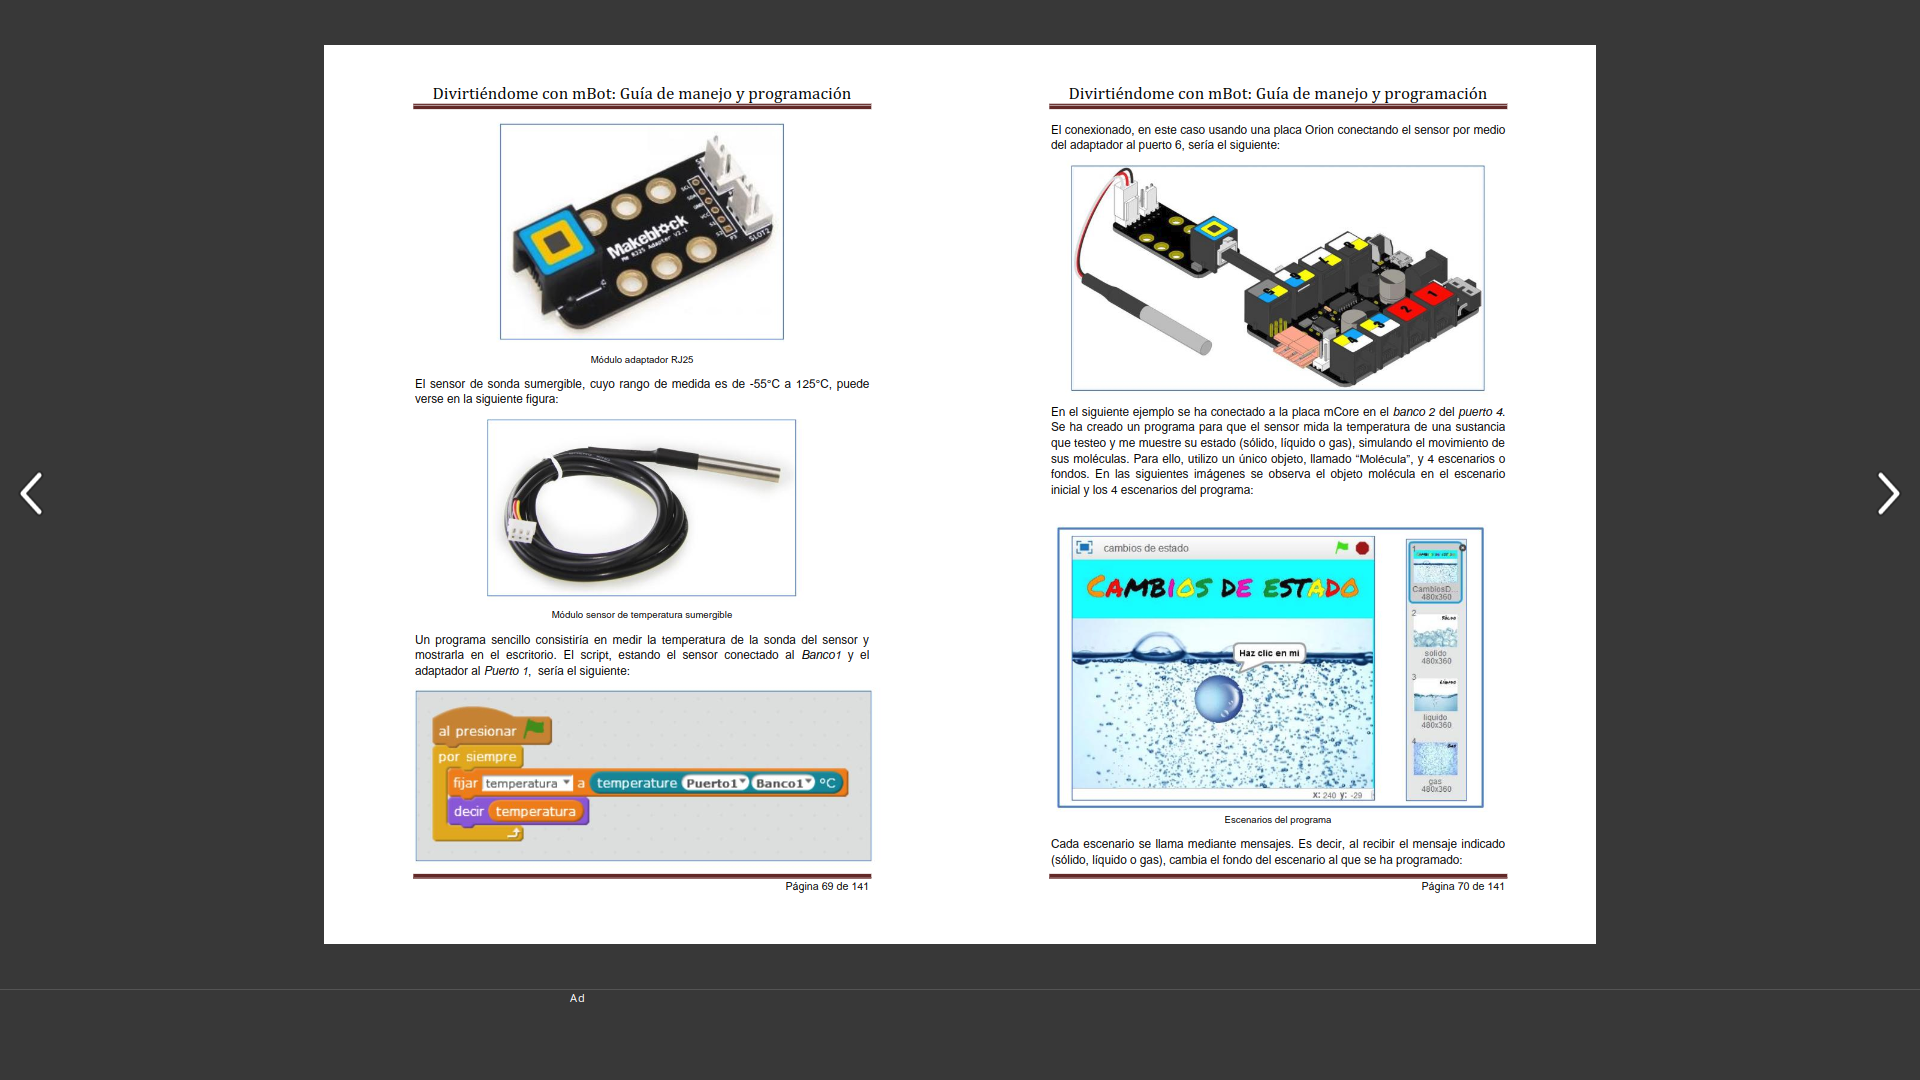 Divirtiéndome con mBot: Guía de manejo y programación
Makeblock
Me RJ25 Adapter V2.1
SLOT2
Módulo adaptador RJ25
El sensor de sonda sumergible, cuyo rango de medida es de -55°C a 125°C, puede
verse en la siguiente figura:
Módulo sensor de temperatura sumergible
Un programa sencillo consistiría en medir la temperatura de la sonda del sensor y
mostrarla en el escritorio. El script, estando el sensor conectado al Banco1 y el
adaptador al Puerto 1, sería el siguiente:
al presionar
por siempre
fijar temperatura a temperature Puerto1 Banco1 °C
decir temperatura
Página 69 de 141
Divirtiéndome con mBot: Guía de manejo y programación
El conexionado, en este caso usando una placa Orion conectando el sensor por medio
del adaptador al puerto 6, sería el siguiente:
En el siguiente ejemplo se ha conectado a la placa mCore en el banco 2 del puerto 4.
Se ha creado un programa para que el sensor mida la temperatura de una sustancia
que testeo y me muestre su estado (sólido, líquido o gas), simulando el movimiento de
sus moléculas. Para ello, utilizo un único objeto, llamado “Molécula”, y 4 escenarios o
fondos. En las siguientes imágenes se observa el objeto molécula en el escenario
inicial y los 4 escenarios del programa:
cambios de estado
CAMBIOS DE ESTADO
Haz clic en mi
x: 240 y: -29
1
CambiosD...
480x360
2
solido
480x360
3
liquido
480x360
4
gas
480x360
Escenarios del programa
Cada escenario se llama mediante mensajes. Es decir, al recibir el mensaje indicado
(sólido, líquido o gas), cambia el fondo del escenario al que se ha programado:
Página 70 de 141
Ad